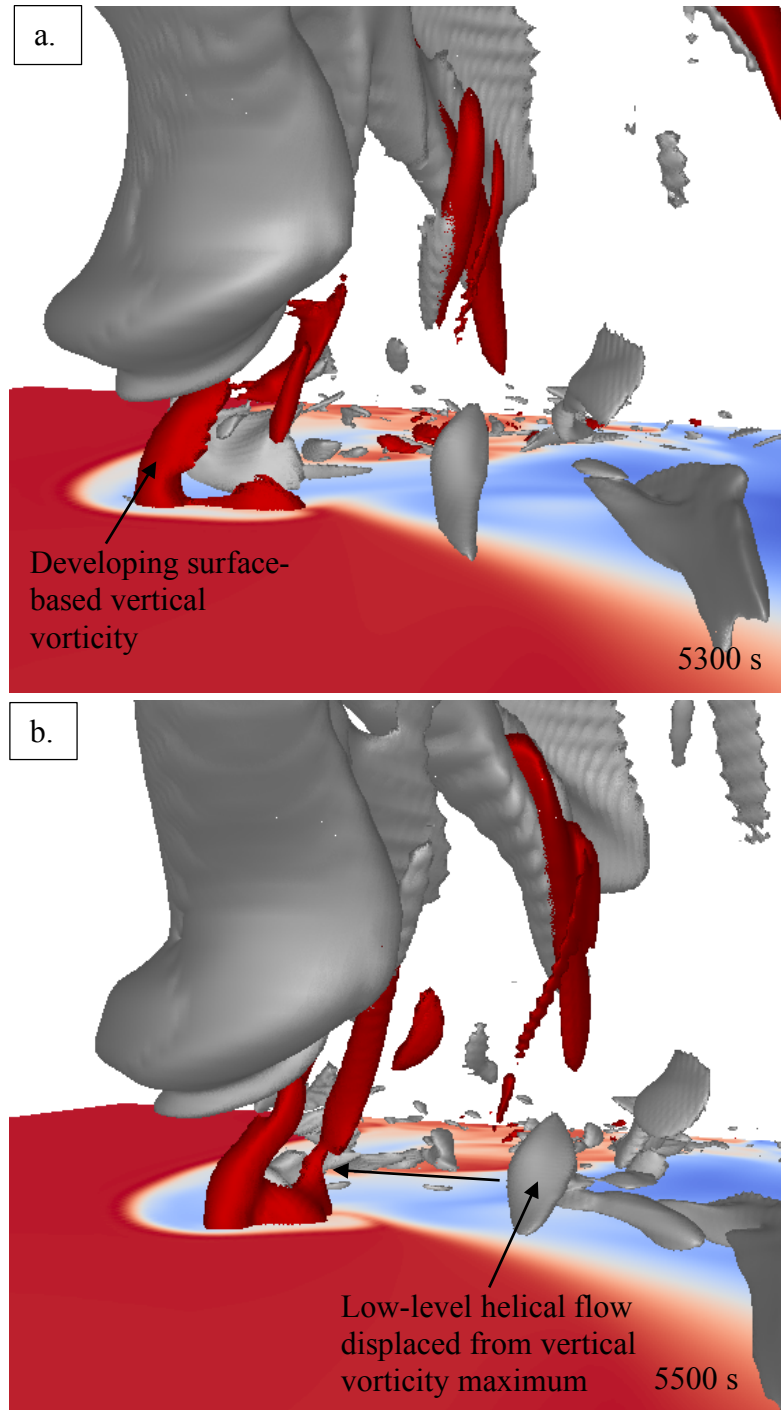 a.
Developing surface-
based vertical
vorticity
5300 s
b.
Low-level helical flow
displaced from vertical
vorticity maximum
5500 s